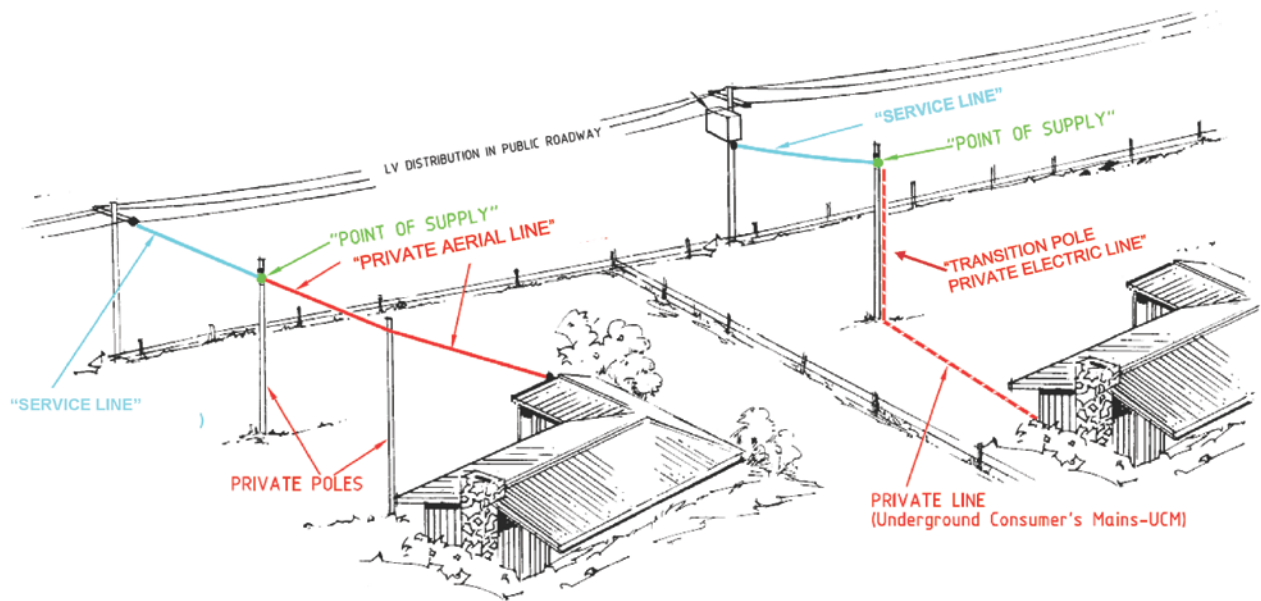 "SERVICE LINE"
"POINT OF SUPPLY"
LV DISTRIBUTION IN PUBLIC ROADWAY
"POINT OF SUPPLY"
"PRIVATE AERIAL LINE"
"TRANSITION POLE
PRIVATE ELECTRIC LINE"
"SERVICE LINE"
)
PRIVATE POLES
PRIVATE LINE
(Underground Consumer's Mains-UCM)